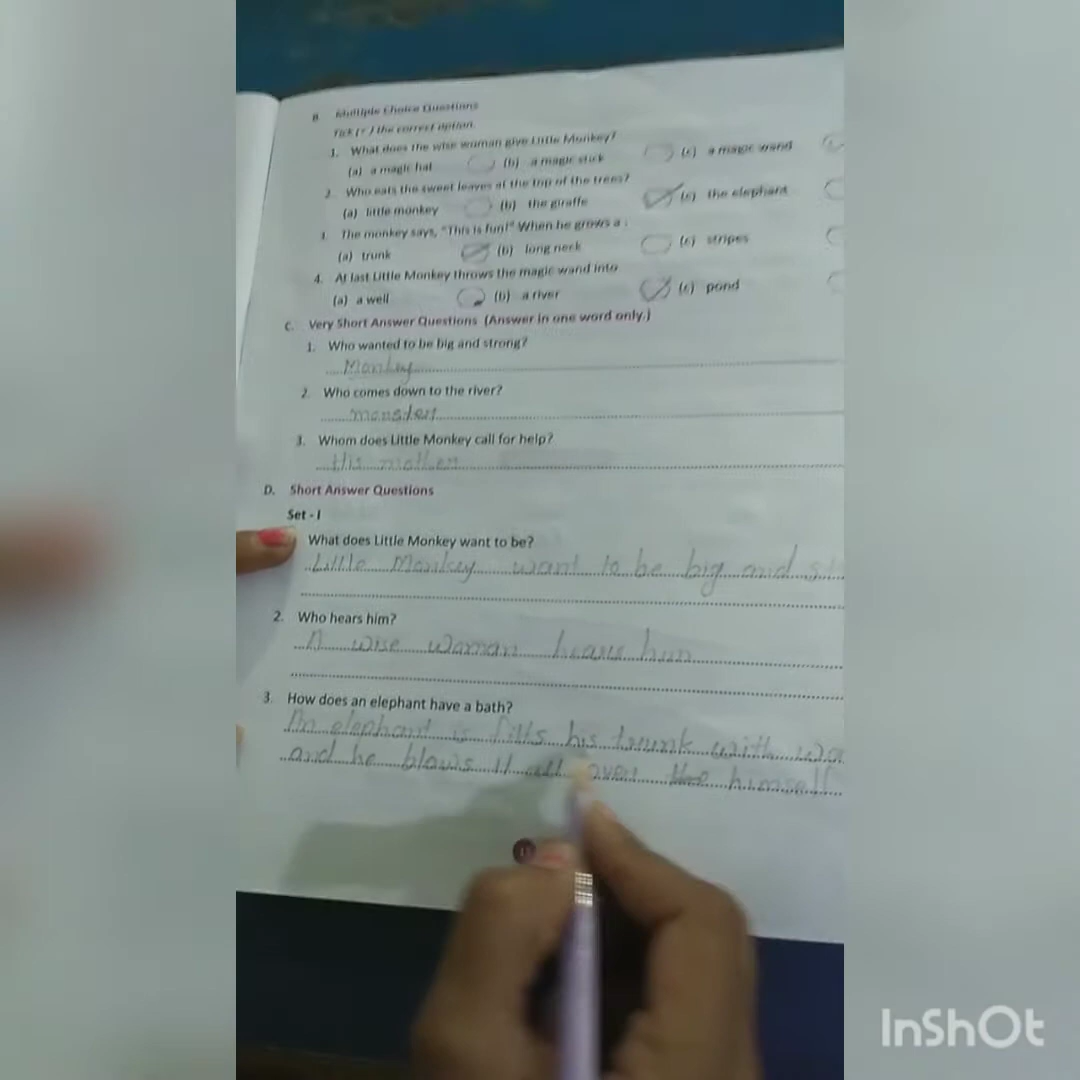 B. Multiple Choice Questions
Tick (✓) the correct option.
1. What does the wise woman give Little Monkey?
(a) a magic hat (b) a magic stick (c) a magic wand
2. Who eats the sweet leaves at the top of the trees?
(a) little monkey (b) the giraffe (c) the elephant
3. The monkey says, "This is fun!" When he grows a :
(a) trunk (b) long neck (c) stripes
4. At last Little Monkey throws the magic wand into
(a) a well (b) a river (c) pond
C. Very Short Answer Questions (Answer in one word only.)
1. Who wanted to be big and strong?
Monkey
2. Who comes down to the river?
3. Whom does Little Monkey call for help?
His mother
D. Short Answer Questions
Set - I
What does Little Monkey want to be?
Little Monkey want to be big and
2. Who hears him?
A wise woman hears him
3. How does an elephant have a bath?
An elephant is fills his trunk with
and he blows it all over the himself
InShOt